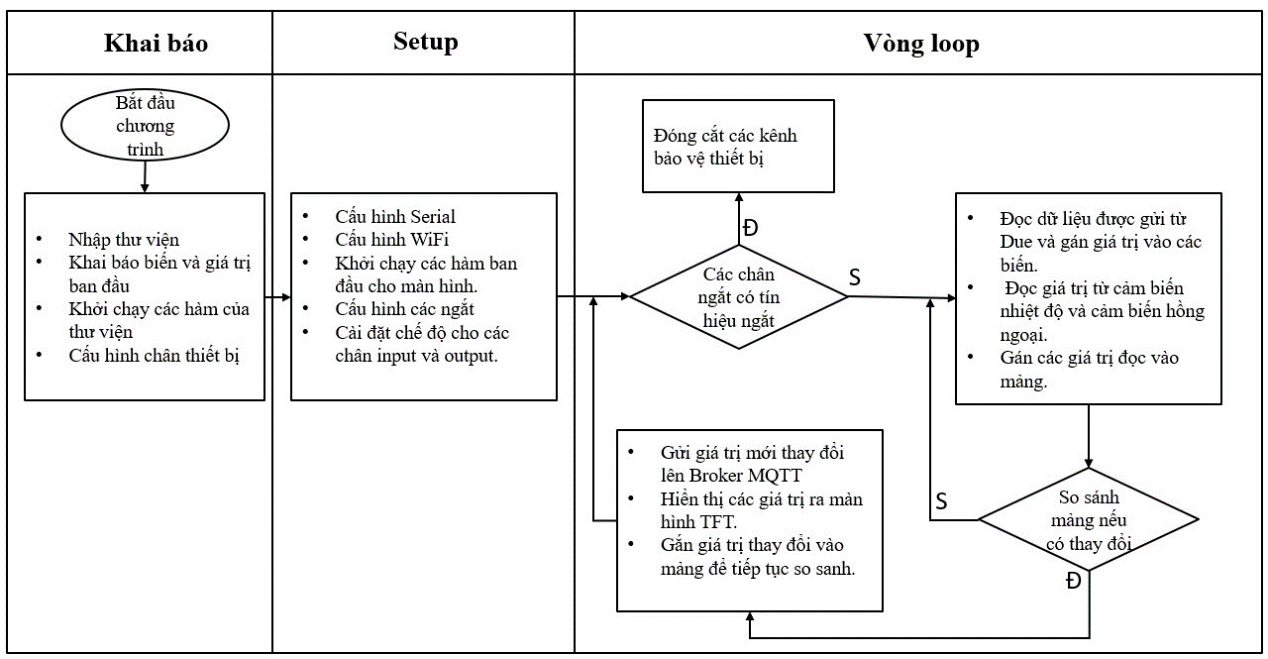 Khai báo
Setup
Vòng loop
Bắt đầu
chương
trình
• Nhập thư viện
• Khai báo biến và giá trị
ban đầu
• Khởi chạy các hàm của
thư viện
• Cấu hình chân thiết bị
• Cấu hình Serial
• Cấu hình WiFi
• Khởi chạy các hàm ban
đầu cho màn hình.
• Cấu hình các ngắt
• Cài đặt chế độ cho các
chân input và output.
Đóng cắt các kênh
bảo vệ thiết bị
Đ
Các chân
ngắt có tín
hiệu ngắt
S
• Đọc dữ liệu được gửi từ
Due và gán giá trị vào các
biến.
• Đọc giá trị từ cảm biến
nhiệt độ và cảm biến hồng
ngoại.
• Gán các giá trị đọc vào
mảng.
So sánh
mảng nếu
có thay đổi
S
Đ
• Gửi giá trị mới thay đổi
lên Broker MQTT
• Hiển thị các giá trị ra màn
hình TFT.
• Gắn giá trị thay đổi vào
mảng để tiếp tục so sanh.